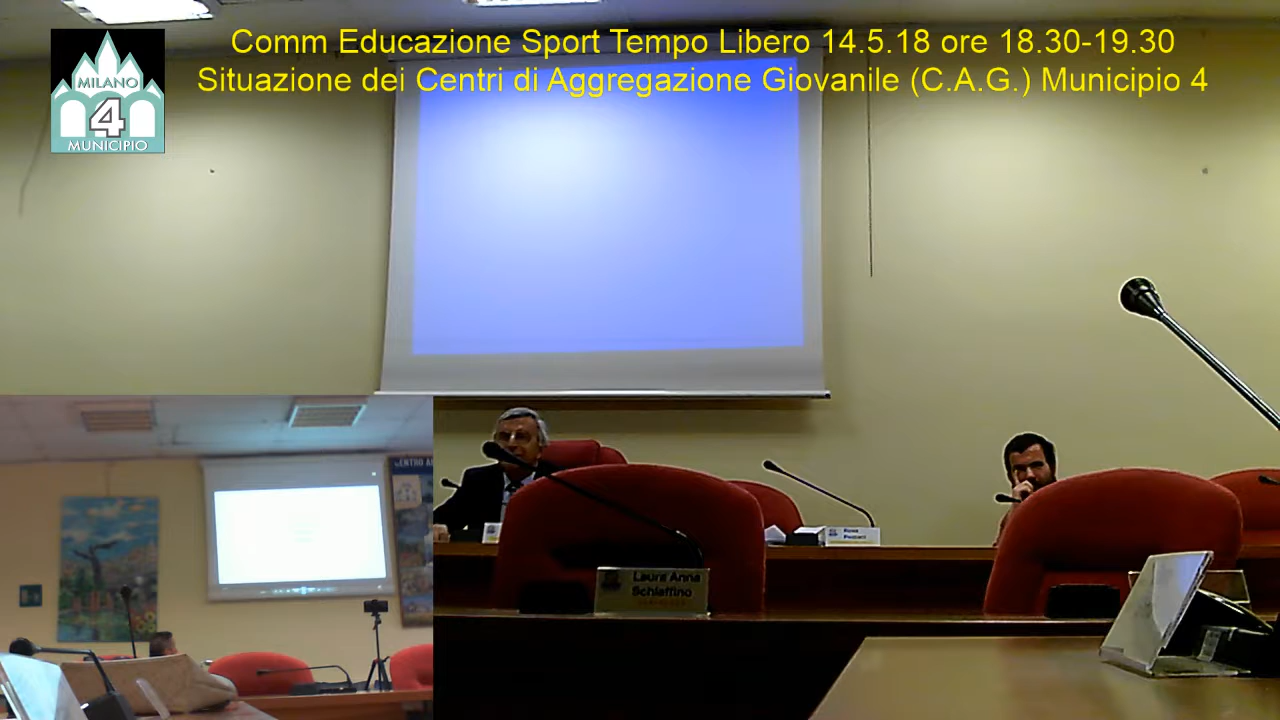 Comm Educazione Sport Tempo Libero 14.5.18 ore 18.30-19.30
Situazione dei Centri di Aggregazione Giovanile (C.A.G.) Municipio 4
MILANO
4
MUNICIPIO
CENTRO
Laura Anna
Schiaffino